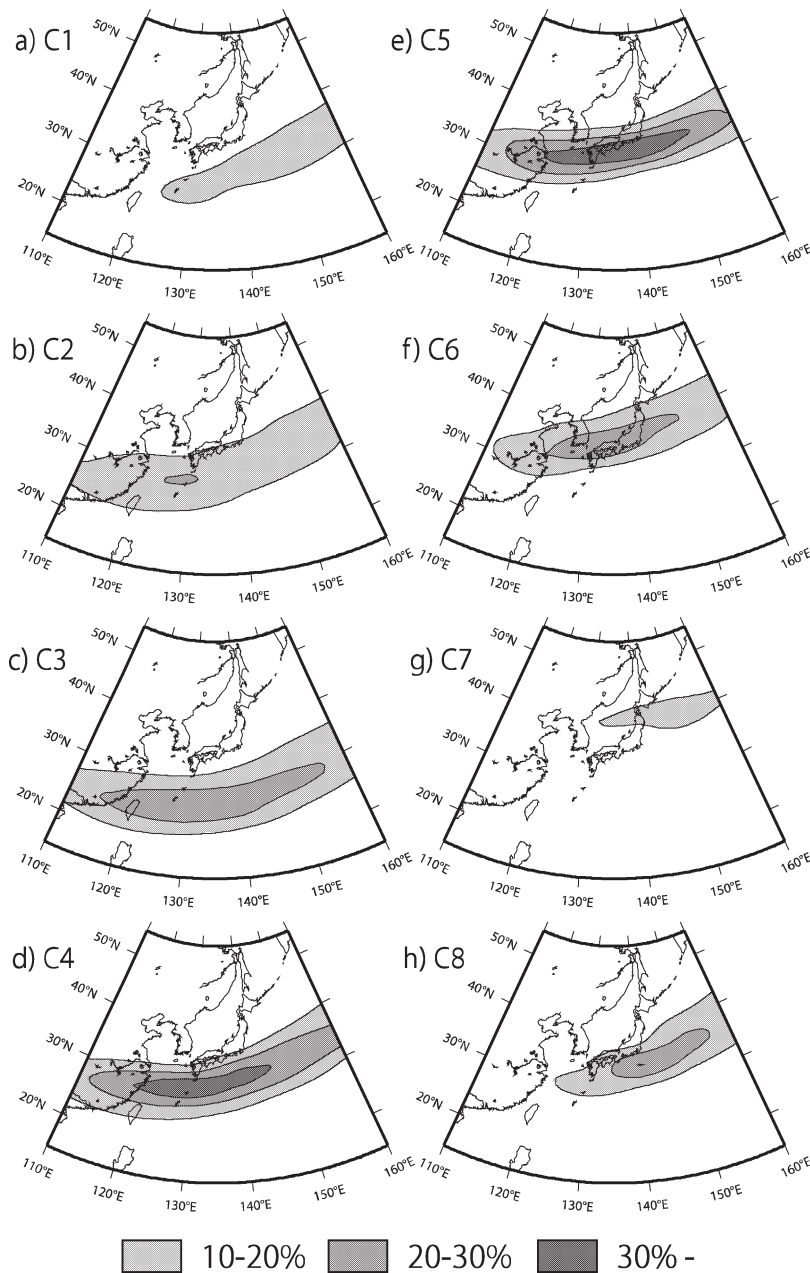 a) C1
50°N
40°N
30°N
20°N
110°E
120°E
130°E
140°E
150°E
160°E
b) C2
50°N
40°N
30°N
20°N
110°E
120°E
130°E
140°E
150°E
160°E
c) C3
50°N
40°N
30°N
20°N
110°E
120°E
130°E
140°E
150°E
160°E
d) C4
50°N
40°N
30°N
20°N
110°E
120°E
130°E
140°E
150°E
160°E
e) C5
50°N
40°N
30°N
20°N
110°E
120°E
130°E
140°E
150°E
160°E
f) C6
50°N
40°N
30°N
20°N
110°E
120°E
130°E
140°E
150°E
160°E
g) C7
50°N
40°N
30°N
20°N
110°E
120°E
130°E
140°E
150°E
160°E
h) C8
50°N
40°N
30°N
20°N
110°E
120°E
130°E
140°E
150°E
160°E
10-20% 20-30% 30% -